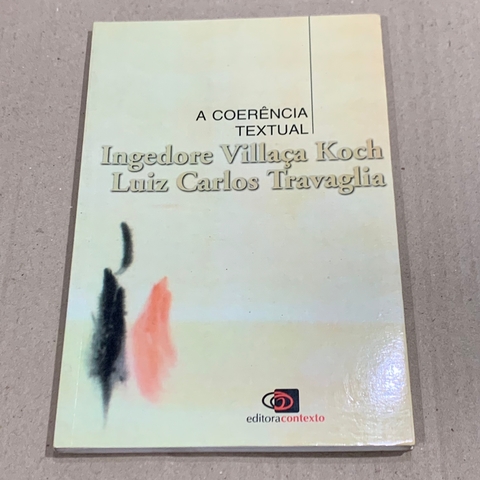 A COERÊNCIA
TEXTUAL
Ingedore Villaça Koch
Luiz Carlos Travaglia
editoracontexto